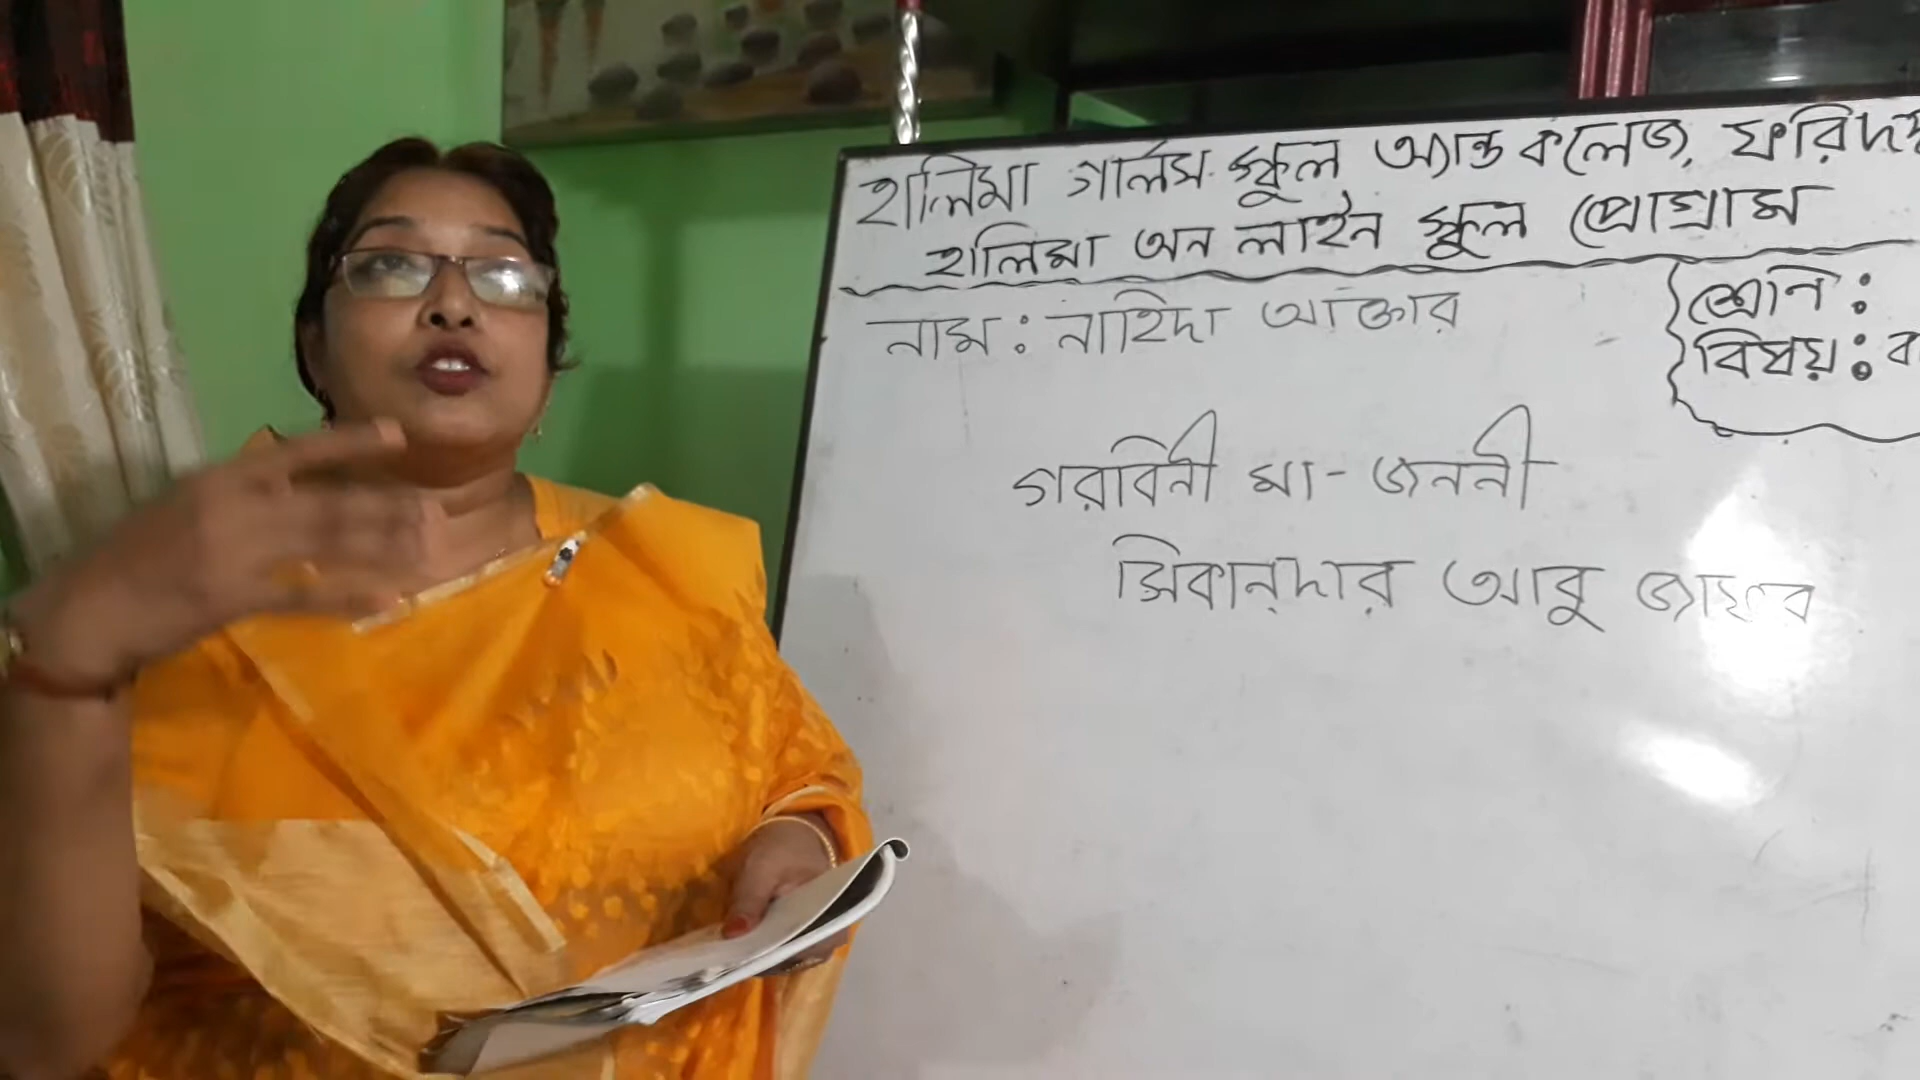 হালিমা গার্লস স্কুল অ্যান্ড কলেজ, ফরিদপ
হালিমা অন লাইন স্কুল প্রোগ্রাম
নাম: নাহিদা আক্তার
শ্রেনি:
বিষয়: ব
গরবিনী মা-জননী
সিকান্দার আবু জাফর